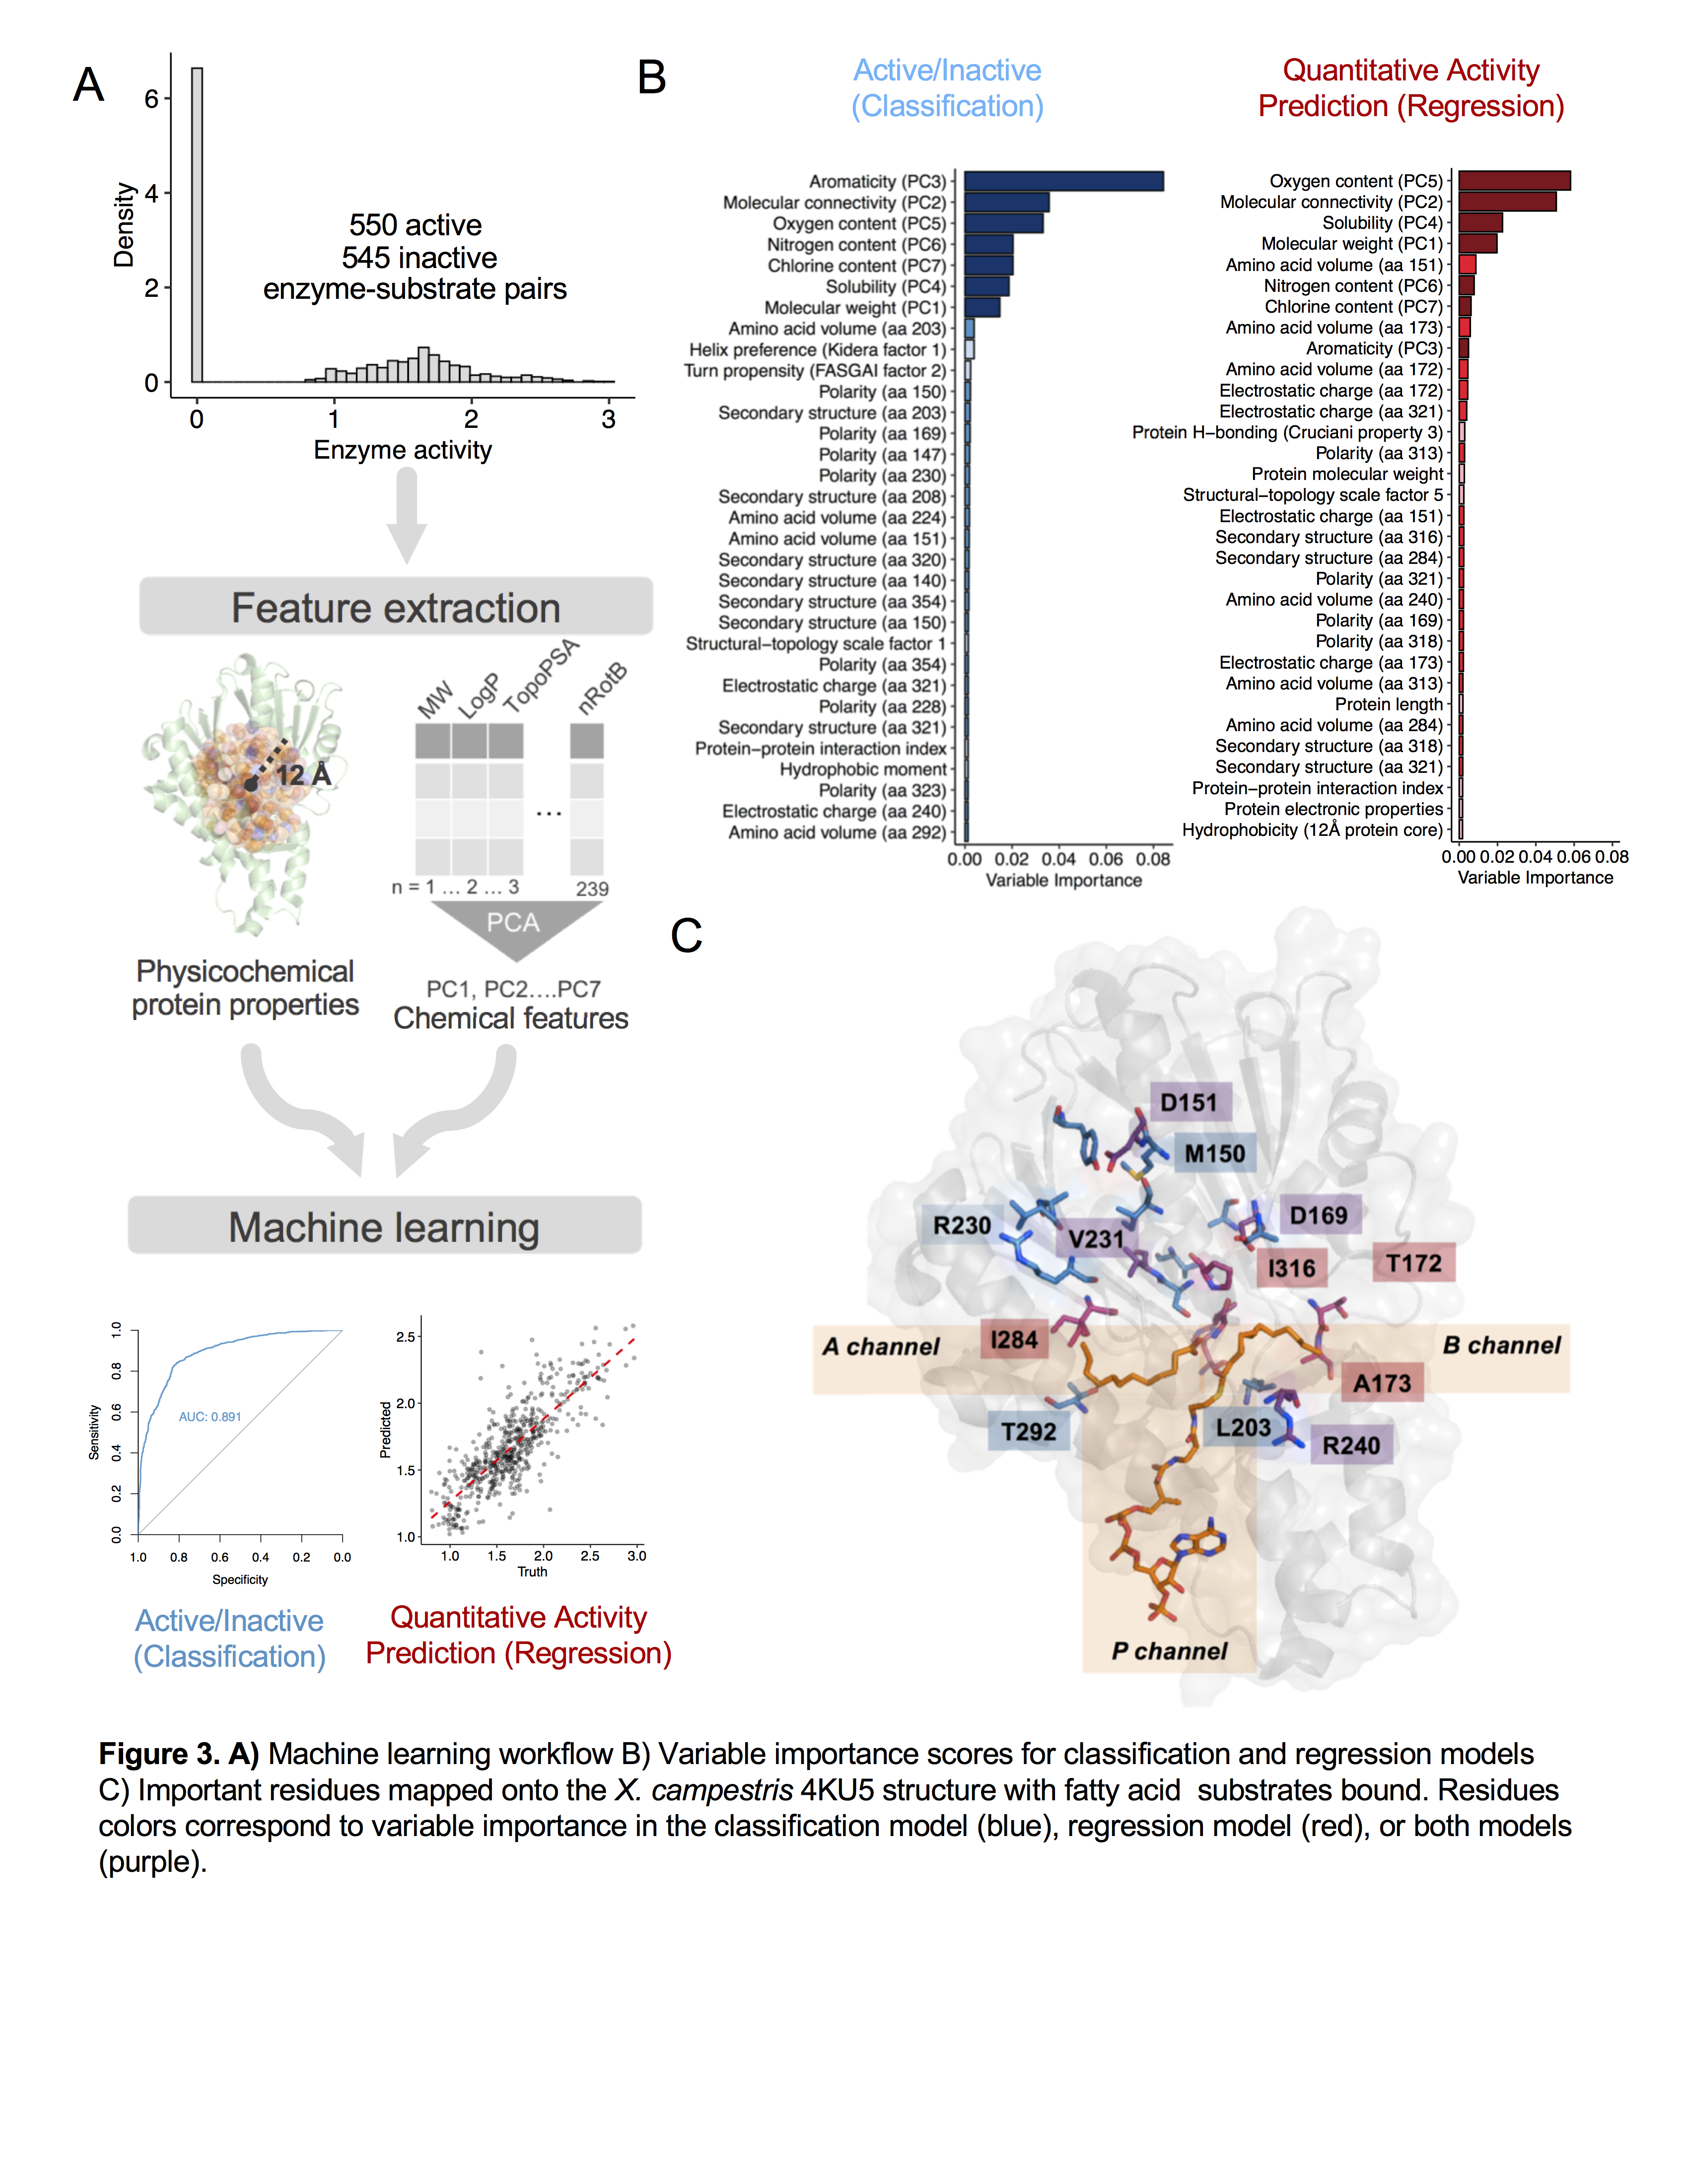 A
6
4
2
0
Density
550 active
545 inactive
enzyme-substrate pairs
0 1 2 3
Enzyme activity
Feature extraction
12 Å
MW
LogP
TopoPSA
nRotB
...
n = 1 ... 2 ... 3 239
PCA
PC1, PC2....PC7
Physicochemical
protein properties
Chemical features
Machine learning
1.0
0.8
0.6
0.4
0.2
0.0
Sensitivity
AUC: 0.891
1.0 0.8 0.6 0.4 0.2 0.0
Specificity
2.5
2.0
1.5
1.0
Predicted
1.0 1.5 2.0 2.5 3.0
Truth
Active/Inactive
(Classification)
Quantitative Activity
Prediction (Regression)
B
Active/Inactive
(Classification)
Aromaticity (PC3)
Molecular connectivity (PC2)
Oxygen content (PC5)
Nitrogen content (PC6)
Chlorine content (PC7)
Solubility (PC4)
Molecular weight (PC1)
Amino acid volume (aa 203)
Helix preference (Kidera factor 1)
Turn propensity (FASGAI factor 2)
Polarity (aa 150)
Secondary structure (aa 203)
Polarity (aa 169)
Polarity (aa 147)
Polarity (aa 230)
Secondary structure (aa 208)
Amino acid volume (aa 224)
Amino acid volume (aa 151)
Secondary structure (aa 320)
Secondary structure (aa 140)
Secondary structure (aa 354)
Secondary structure (aa 150)
Structural−topology scale factor 1
Polarity (aa 354)
Electrostatic charge (aa 321)
Polarity (aa 228)
Secondary structure (aa 321)
Protein−protein interaction index
Hydrophobic moment
Polarity (aa 323)
Electrostatic charge (aa 240)
Amino acid volume (aa 292)
0.00 0.02 0.04 0.06 0.08
Variable Importance
Quantitative Activity
Prediction (Regression)
Oxygen content (PC5)
Molecular connectivity (PC2)
Solubility (PC4)
Molecular weight (PC1)
Amino acid volume (aa 151)
Nitrogen content (PC6)
Chlorine content (PC7)
Amino acid volume (aa 173)
Aromaticity (PC3)
Amino acid volume (aa 172)
Electrostatic charge (aa 172)
Electrostatic charge (aa 321)
Protein H−bonding (Cruciani property 3)
Polarity (aa 313)
Protein molecular weight
Structural−topology scale factor 5
Electrostatic charge (aa 151)
Secondary structure (aa 316)
Secondary structure (aa 284)
Polarity (aa 321)
Amino acid volume (aa 240)
Polarity (aa 169)
Polarity (aa 318)
Electrostatic charge (aa 173)
Amino acid volume (aa 313)
Protein length
Amino acid volume (aa 284)
Secondary structure (aa 318)
Secondary structure (aa 321)
Protein−protein interaction index
Protein electronic properties
Hydrophobicity (12Å protein core)
0.00 0.02 0.04 0.06 0.08
Variable Importance
C
D151
M150
R230
V231
D169
I316
T172
I284
A channel
B channel
A173
T292
L203
R240
P channel
Figure 3. A) Machine learning workflow B) Variable importance scores for classification and regression models
C) Important residues mapped onto the X. campestris 4KU5 structure with fatty acid substrates bound. Residues
colors correspond to variable importance in the classification model (blue), regression model (red), or both models
(purple).